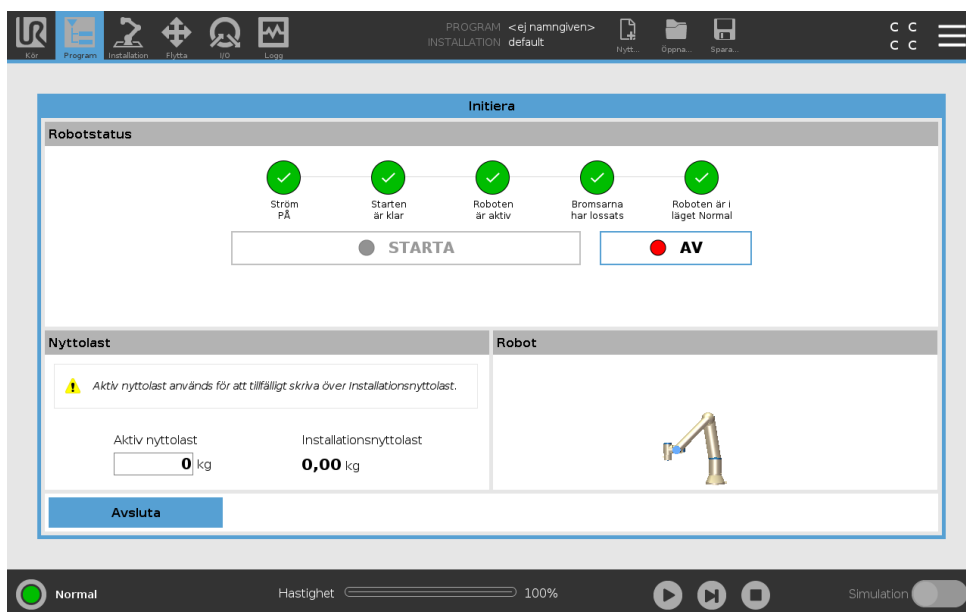 UR
PROGRAM <ej namngiven>
INSTALLATION default
Kör Program Installation Flytta I/O Logg
Nytt... Öppna... Spara...
C C
C C
Initiera
Robotstatus
Ström PÅ
Starten är klar
Roboten är aktiv
Bromsarna har lossats
Roboten är i läget Normal
STARTA
AV
Nyttolast
Robot
Aktiv nyttolast används för att tillfälligt skriva över Installationsnyttolast.
Aktiv nyttolast
Installationsnyttolast
0 kg
0,00 kg
Avsluta
Normal
Hastighet 100%
Simulation